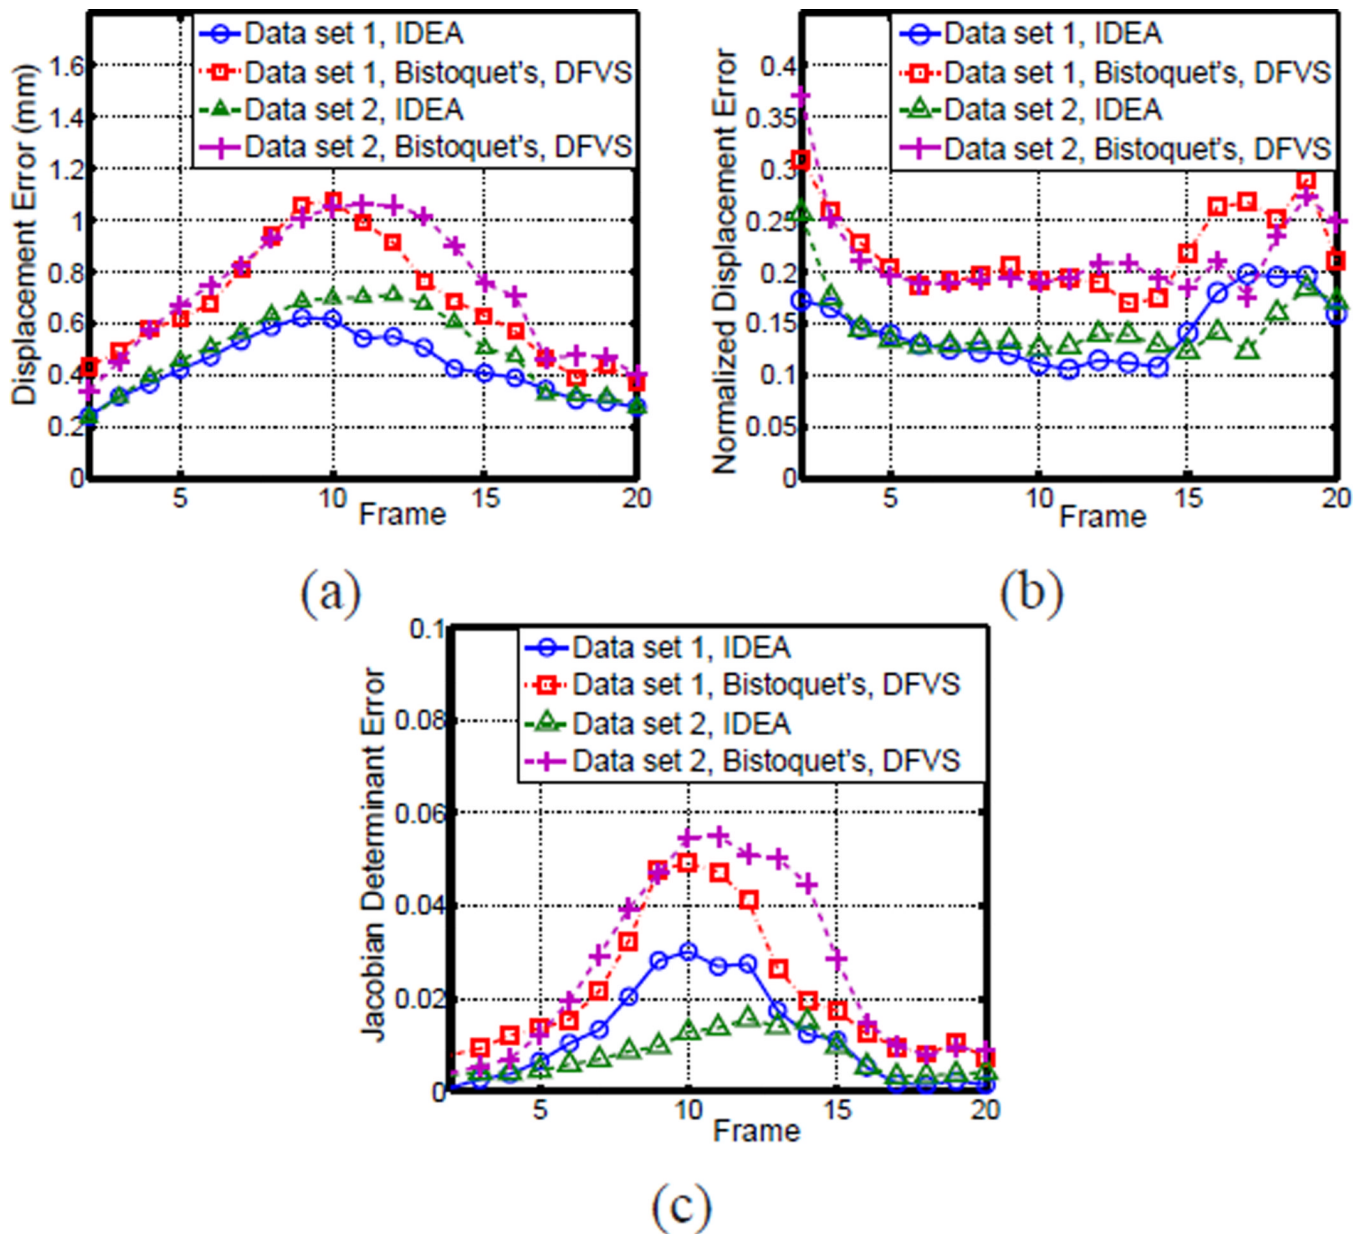 Data set 1, IDEA
Data set 1, Bistoquet's, DFVS
Data set 2, IDEA
Data set 2, Bistoquet's, DFVS
Displacement Error (mm)
1.6
1.4
1.2
1
0.8
0.6
0.4
0.2
0
5
10
15
20
Frame
(a)
Data set 1, IDEA
Data set 1, Bistoquet's, DFVS
Data set 2, IDEA
Data set 2, Bistoquet's, DFVS
Normalized Displacement Error
0.4
0.35
0.3
0.25
0.2
0.15
0.1
0.05
0
5
10
15
20
Frame
(b)
Data set 1, IDEA
Data set 1, Bistoquet's, DFVS
Data set 2, IDEA
Data set 2, Bistoquet's, DFVS
Jacobian Determinant Error
0.1
0.08
0.06
0.04
0.02
0
5
10
15
20
Frame
(c)